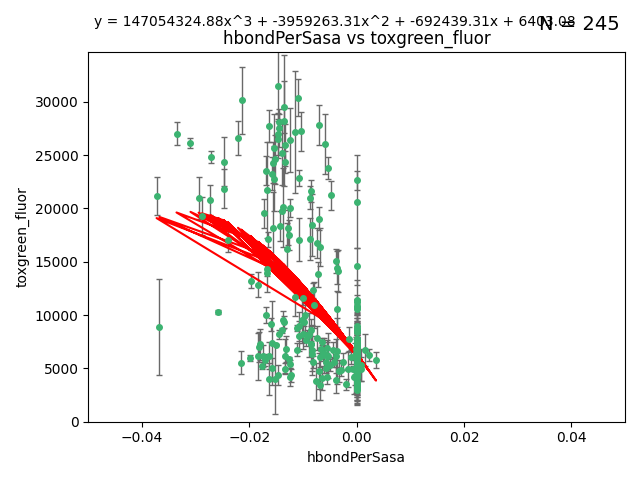 y = 147054324.88x^3 + -3959263.31x^2 + -692439.31x + 6403.08
N = 245
hbondPerSasa vs toxgreen_fluor
toxgreen_fluor
30000
25000
20000
15000
10000
5000
0
−0.04
−0.02
0.00
0.02
0.04
hbondPerSasa